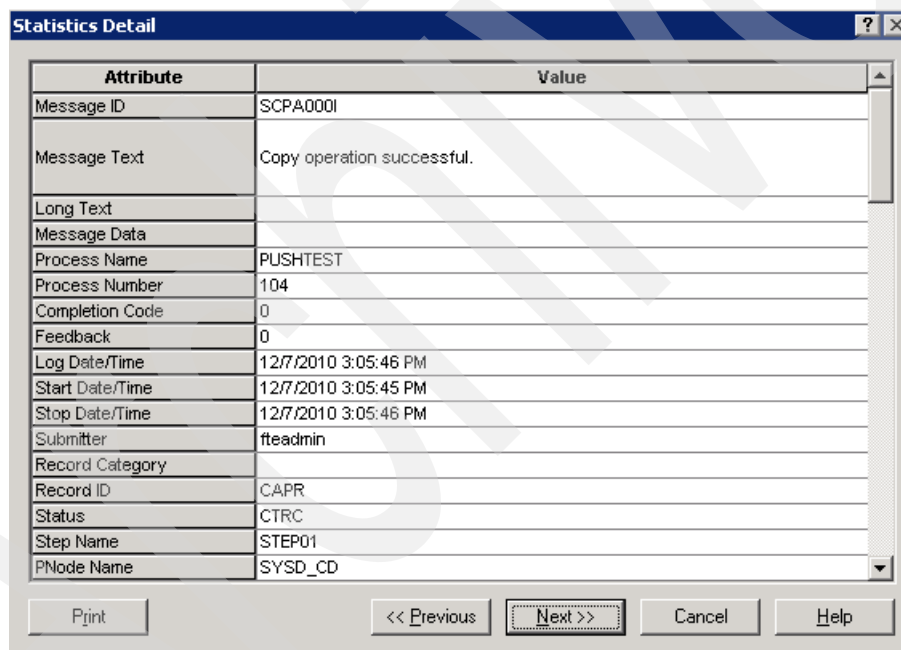 Statistics Detail
Attribute Value
Message ID SCPA000I
Message Text Copy operation successful.
Long Text
Message Data
Process Name PUSHTEST
Process Number 104
Completion Code 0
Feedback 0
Log Date/Time 12/7/2010 3:05:46 PM
Start Date/Time 12/7/2010 3:05:45 PM
Stop Date/Time 12/7/2010 3:05:46 PM
Submitter fteadmin
Record Category
Record ID CAPR
Status CTRC
Step Name STEP01
PNode Name SYSD_CD
Print << Previous Next >> Cancel Help